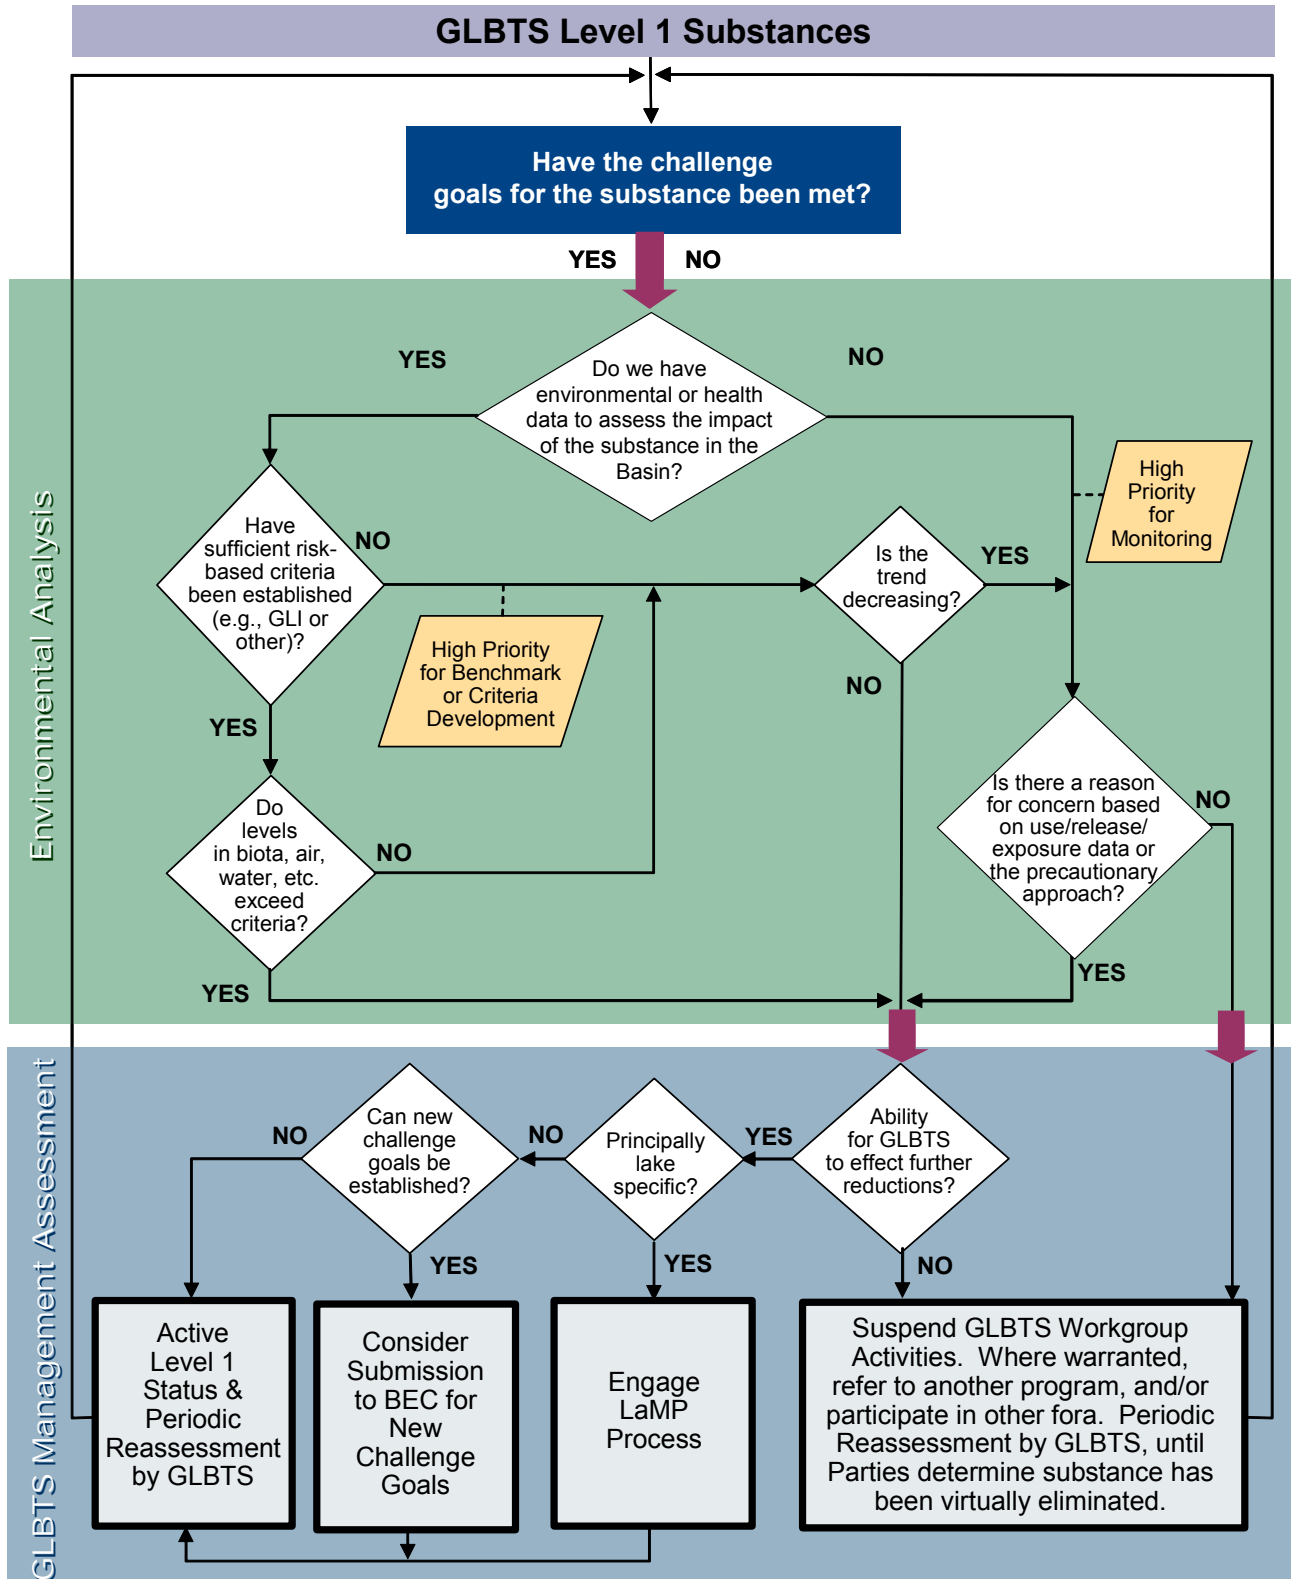 GLBTS Level 1 Substances
Have the challenge
goals for the substance been met?
YES
NO
Environmental Analysis
YES
NO
Do we have
environmental or health
data to assess the impact
of the substance in the
Basin?
High
Priority
for
Monitoring
Have
sufficient risk-
based criteria
been established
(e.g., GLI or
other)?
NO
Is the
trend
decreasing?
YES
High Priority
for Benchmark
or Criteria
Development
NO
YES
Is there a reason
for concern based
on use/release/
exposure data or
the precautionary
approach?
NO
Do
levels
in biota, air,
water, etc.
exceed
criteria?
NO
YES
YES
GLBTS Management Assessment
NO
Can new
challenge
goals be
established?
NO
Principally
lake
specific?
YES
Ability
for GLBTS
to effect further
reductions?
YES
YES
NO
Active
Level 1
Status &
Periodic
Reassessment
by GLBTS
Consider
Submission
to BEC for
New
Challenge
Goals
Engage
LaMP
Process
Suspend GLBTS Workgroup
Activities.  Where warranted,
refer to another program, and/or
participate in other fora.  Periodic
Reassessment by GLBTS, until
Parties determine substance has
been virtually eliminated.